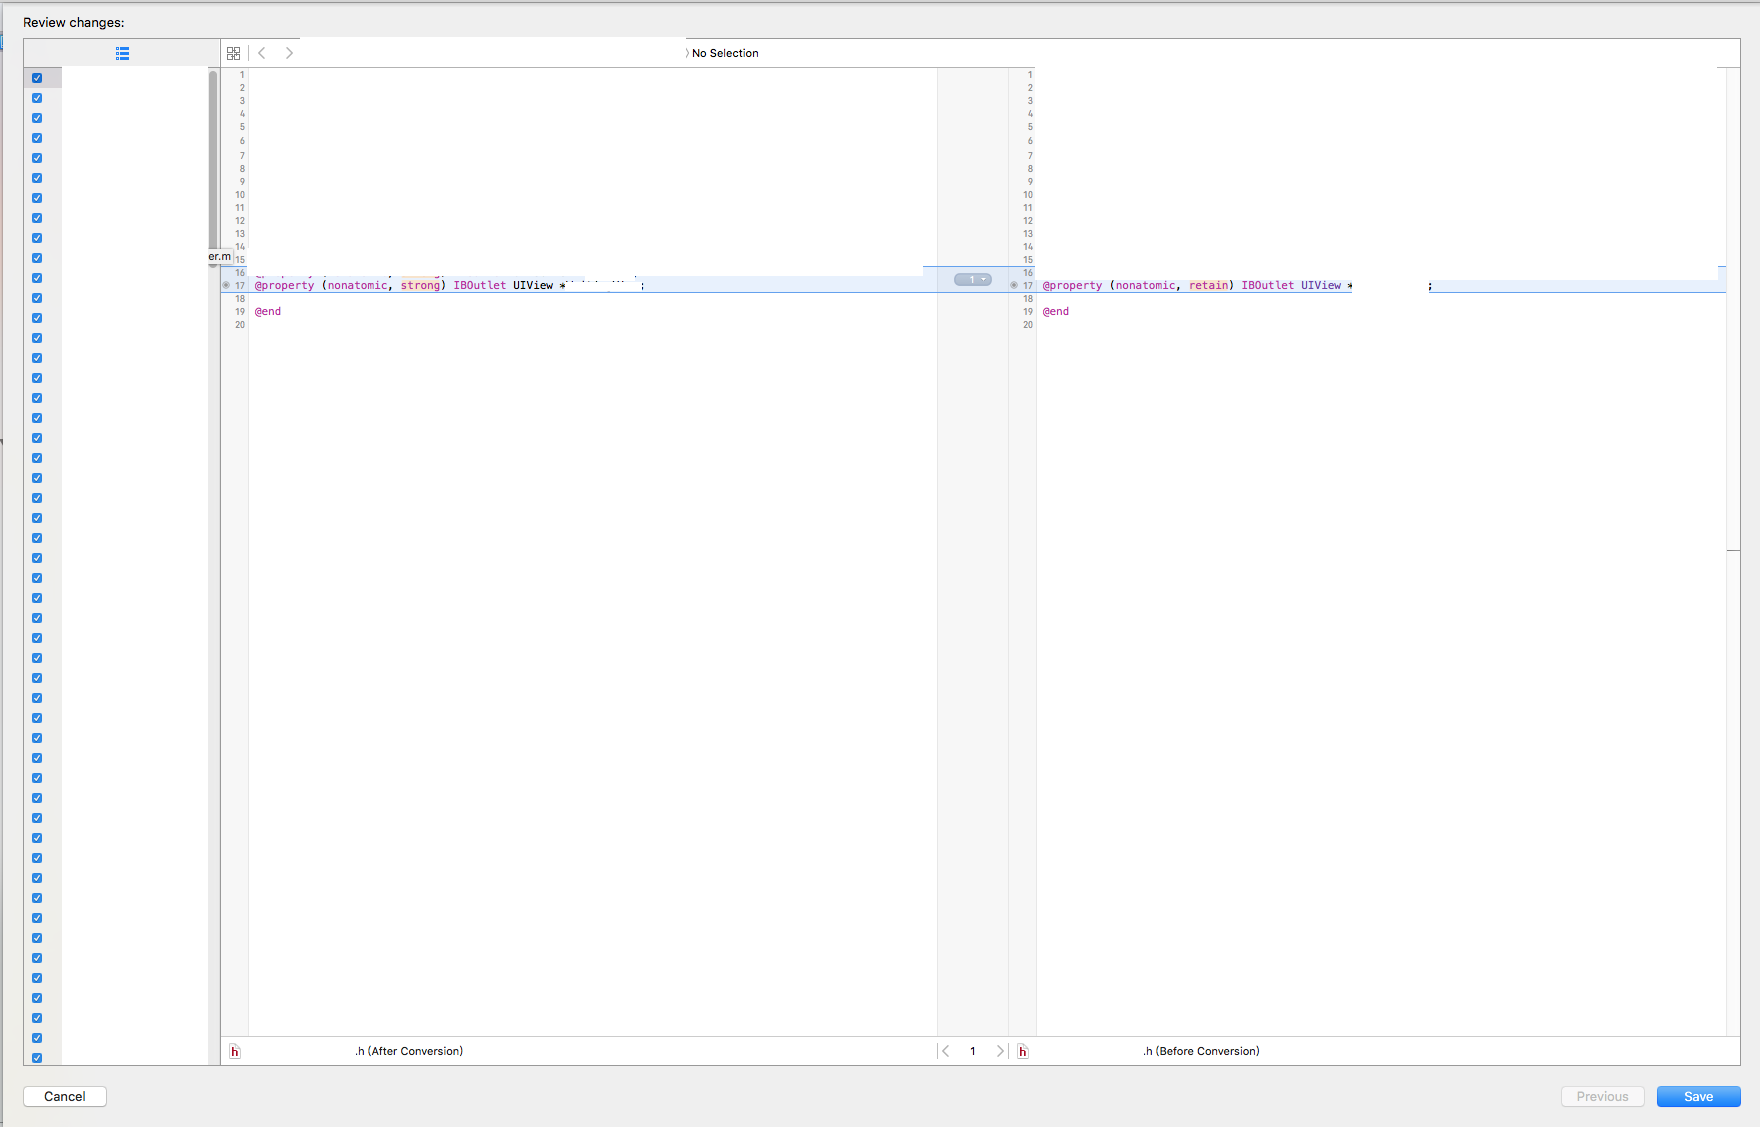 Review changes:
No Selection
1 1
2 2
3 3
4 4
5 5
6 6
7 7
8 8
9 9
10 10
11 11
12 12
13 13
14 14
er.m 15 15
16 16
17 @property (nonatomic, strong) IBOutlet UIView * ; 1 17 @property (nonatomic, retain) IBOutlet UIView * ;
18 18
19 @end 19 @end
20 20
h .h (After Conversion) 1 h .h (Before Conversion)
Cancel Previous Save